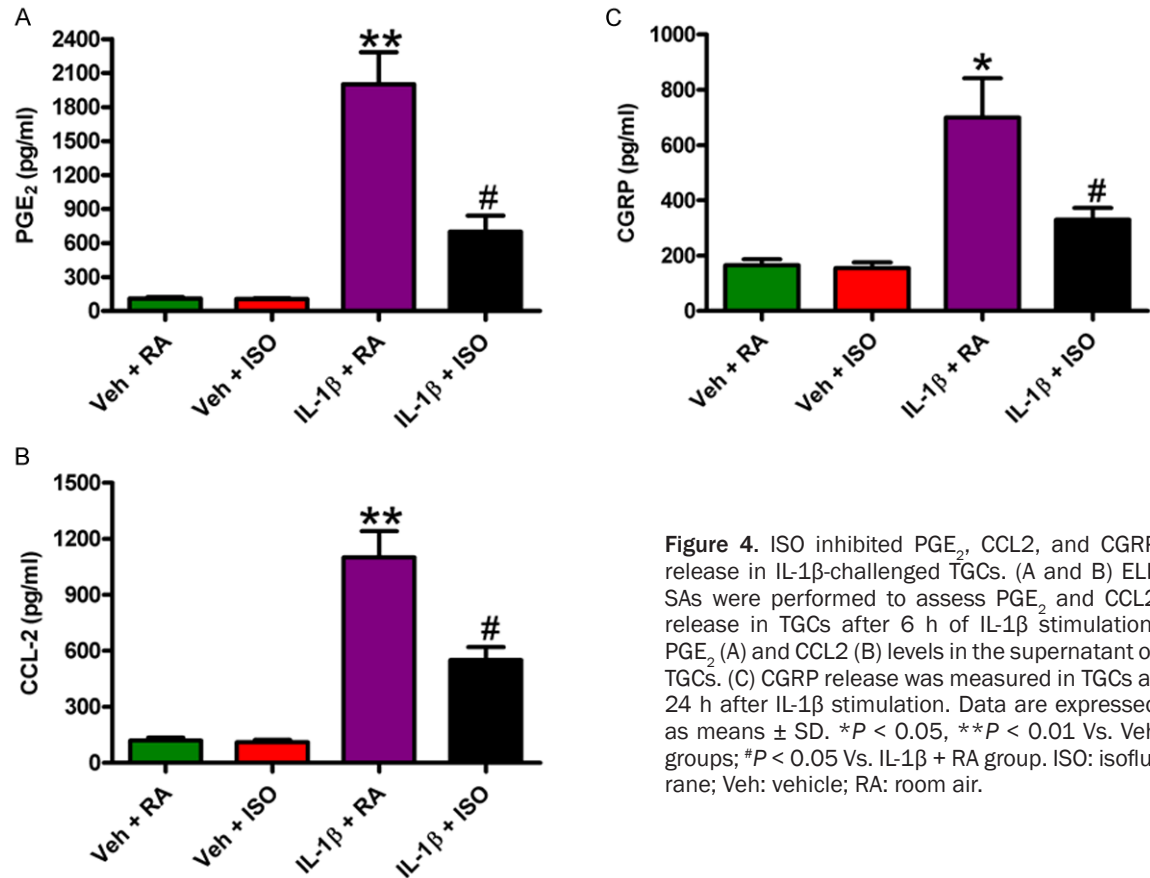 A
PGE2 (pg/ml)
2400
2100
1800
1500
1200
900
600
300
0
**
#
Veh + RA
Veh + ISO
IL-1β + RA
IL-1β + ISO
C
CGRP (pg/ml)
1000
800
600
400
200
0
*
#
Veh + RA
Veh + ISO
IL-1β + RA
IL-1β + ISO
B
CCL-2 (pg/ml)
1500
1200
900
600
300
0
**
#
Veh + RA
Veh + ISO
IL-1β + RA
IL-1β + ISO
Figure 4. ISO inhibited PGE2, CCL2, and CGRP
release in IL-1β-challenged TGCs. (A and B) ELI
SAs were performed to assess PGE2 and CCL2
release in TGCs after 6 h of IL-1β stimulation
PGE2 (A) and CCL2 (B) levels in the supernatant o
TGCs. (C) CGRP release was measured in TGCs a
24 h after IL-1β stimulation. Data are expressed
as means ± SD. *P < 0.05, **P < 0.01 Vs. Veh
groups; #P < 0.05 Vs. IL-1β + RA group. ISO: isoflu
rane; Veh: vehicle; RA: room air.